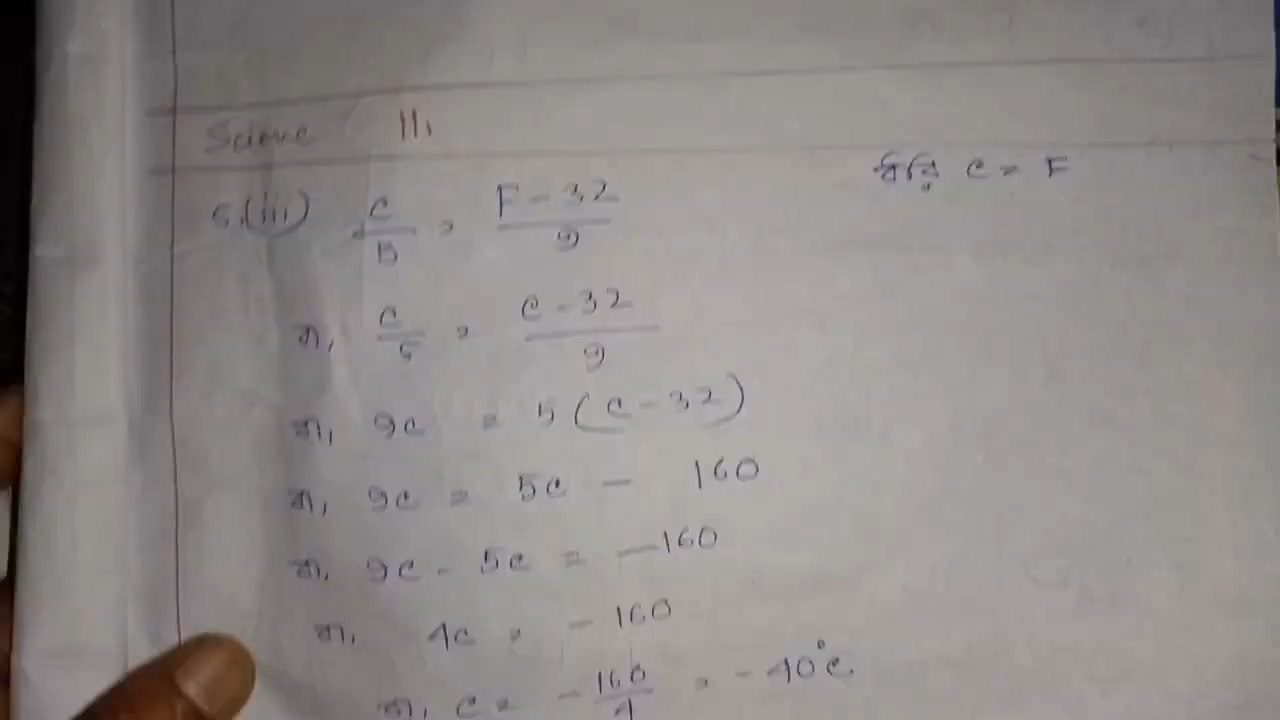 Science 11.
ধরি C = F
5.(iii) C/5 = F - 32/9
বা, C/5 = C - 32/9
বা, 9C = 5(C - 32)
বা, 9C = 5C - 160
বা, 9C - 5C = -160
বা, 4C = -160
বা, C = -160/4 = -40°C.